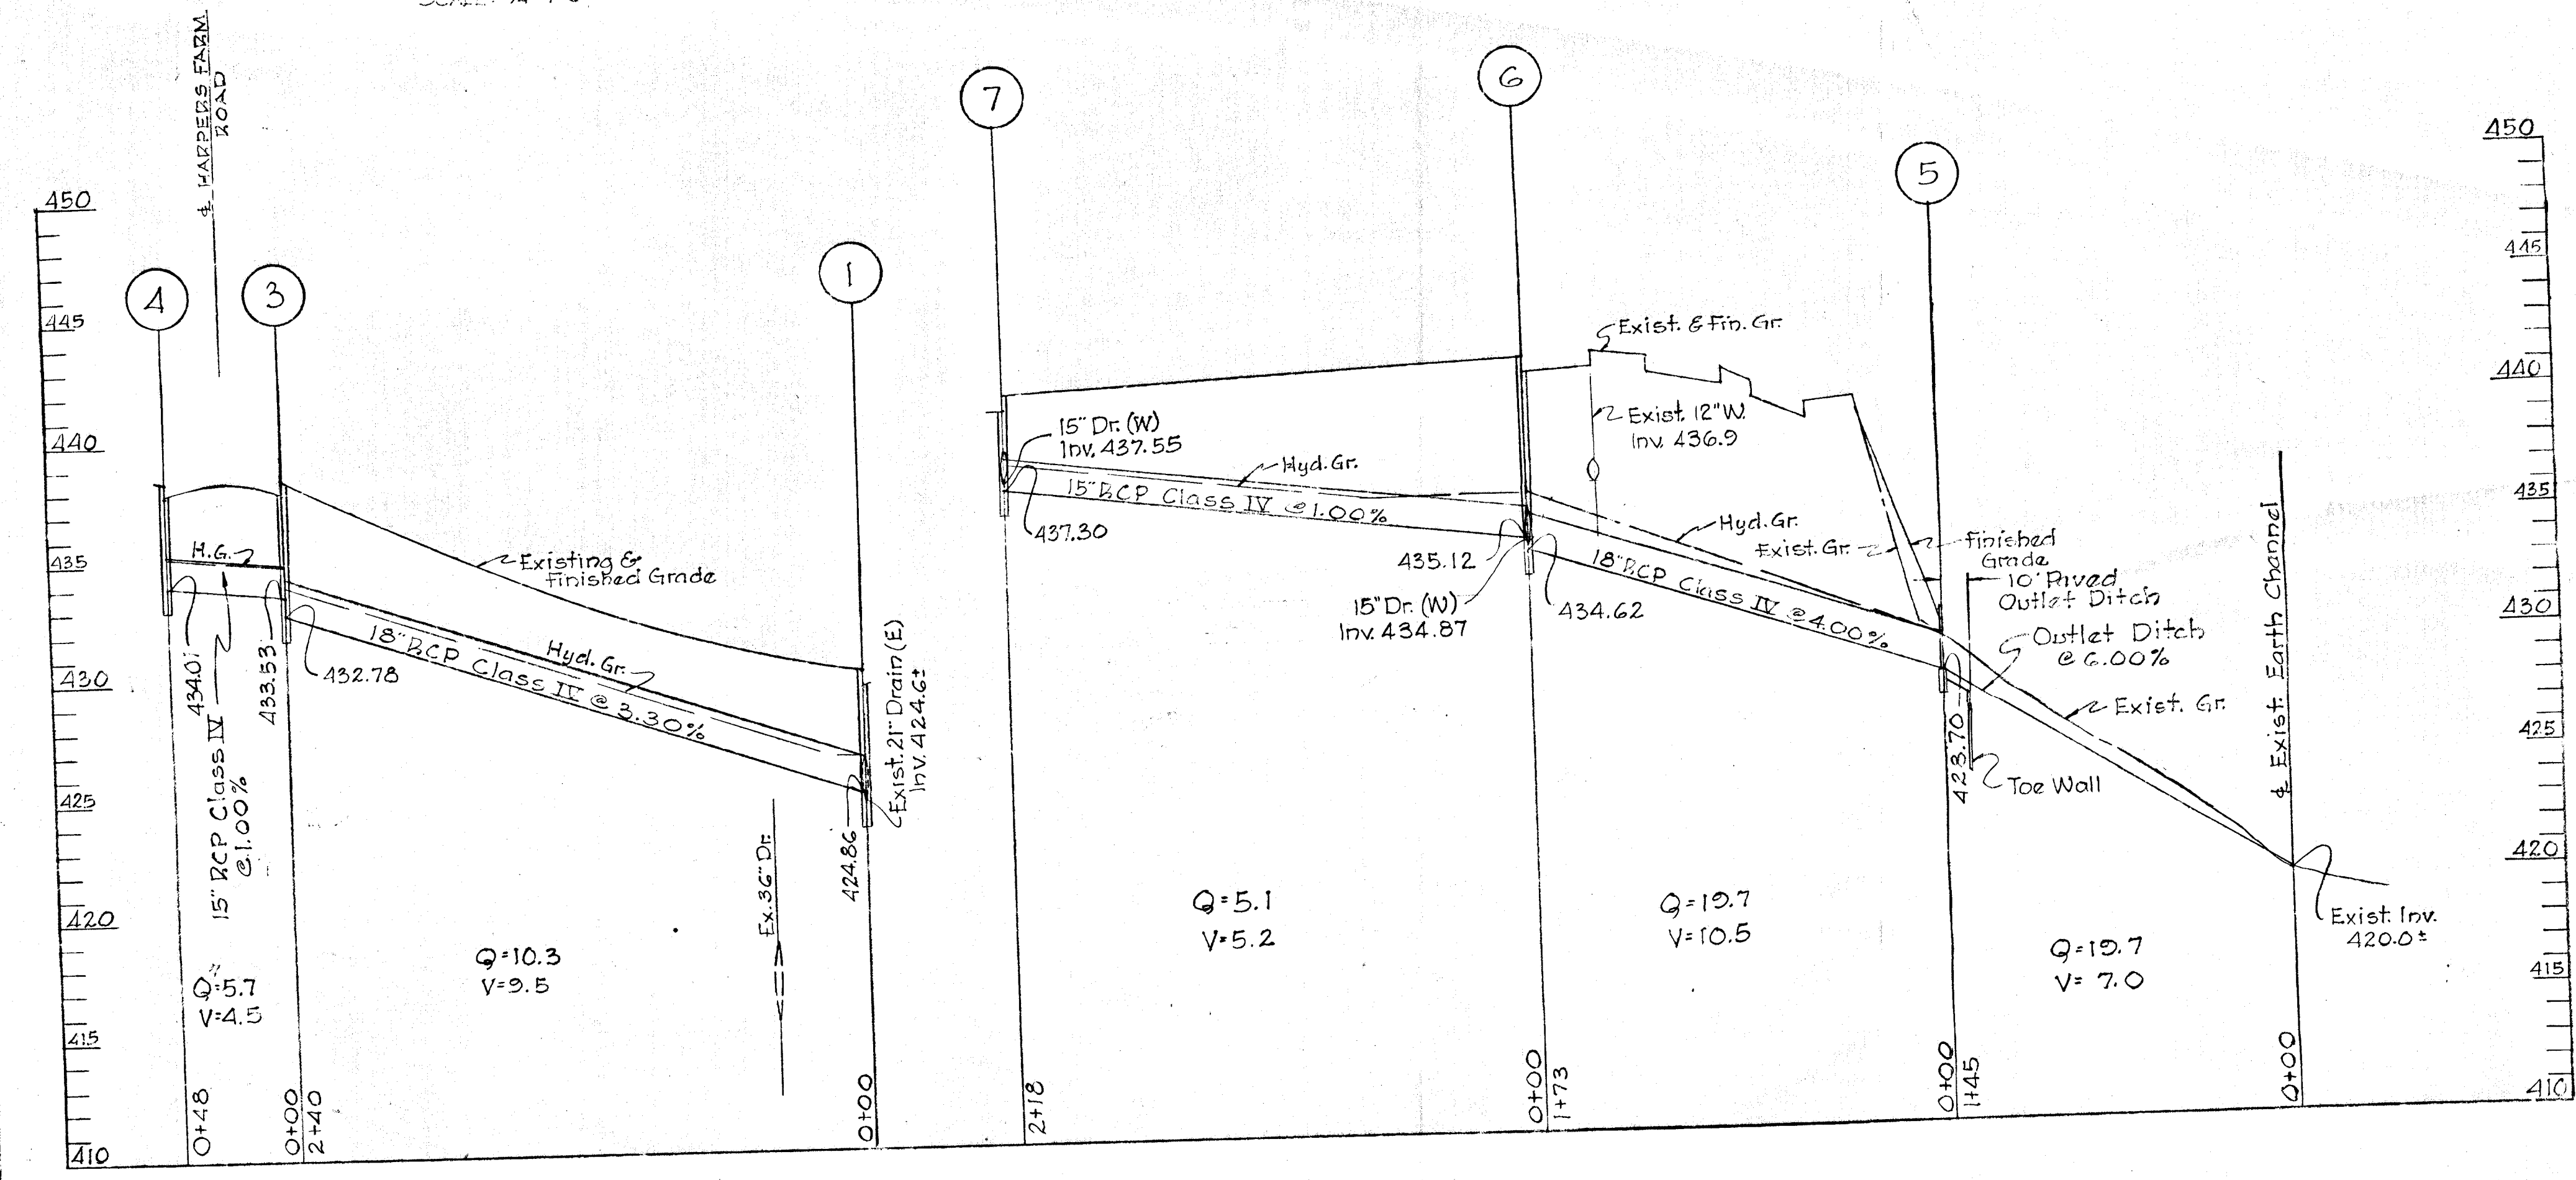 ℄ HARPERS FARM
ROAD
4
3
1
7
6
5
450
445
440
435
430
425
420
415
410
H.G.
Existing &
Finished Grade
434.01
433.53
432.78
15" RCP Class IV
@ 1.00%
18" RCP Class IV @ 3.30%
Hyd. Gr.
424.86
Exist. 21" Drain (E)
Inv. 424.6±
Ex. 36" Dr.
Q=5.7
V=4.5
Q=10.3
V=9.5
0+48
0+00
2+40
0+00
15" Dr. (W)
Inv. 437.55
Hyd. Gr.
15" RCP Class IV @ 1.00%
437.30
435.12
15" Dr. (W)
Inv. 434.87
434.62
Exist. & Fin. Gr.
Exist. 12" W.
Inv. 436.9
Hyd. Gr.
Exist. Gr.
18" RCP Class IV @ 4.00%
Finished
Grade
10' Paved
Outlet Ditch
Outlet Ditch
@ 6.00%
Exist. Gr.
423.70
Toe Wall
℄ Exist. Earth Channel
Exist. Inv.
420.0±
Q=5.1
V=5.2
Q=19.7
V=10.5
Q=19.7
V= 7.0
2+18
0+00
1+73
0+00
1+45
0+00
450
445
440
435
430
425
420
415
410